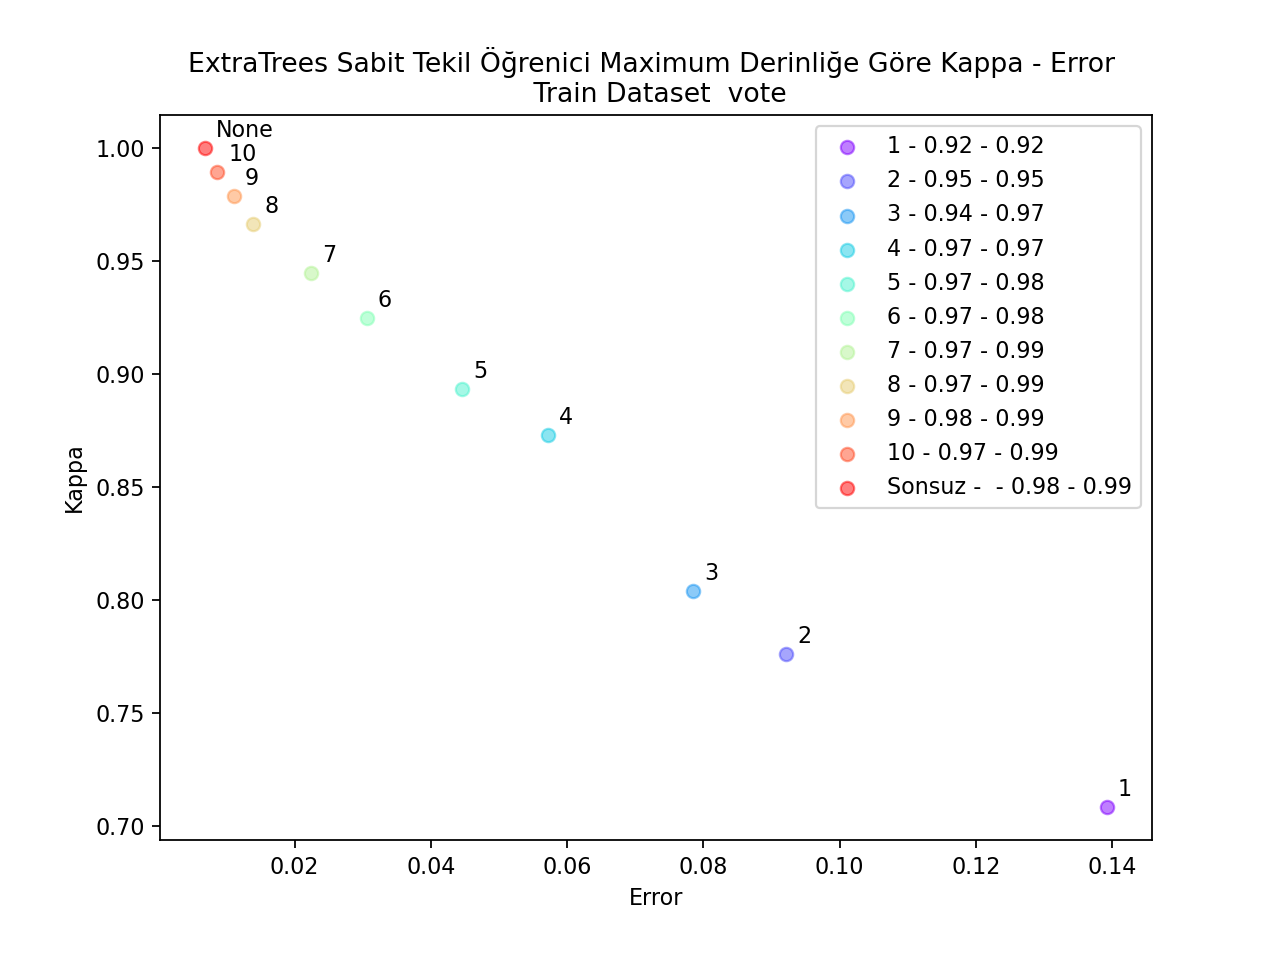 ExtraTrees Sabit Tekil Öğrenici Maximum Derinliğe Göre Kappa - Error
Train Dataset  vote
None
10
9
8
7
6
5
4
3
2
1
1 - 0.92 - 0.92
2 - 0.95 - 0.95
3 - 0.94 - 0.97
4 - 0.97 - 0.97
5 - 0.97 - 0.98
6 - 0.97 - 0.98
7 - 0.97 - 0.99
8 - 0.97 - 0.99
9 - 0.98 - 0.99
10 - 0.97 - 0.99
Sonsuz -  - 0.98 - 0.99
1.00
0.95
0.90
0.85
0.80
0.75
0.70
Kappa
0.02 0.04 0.06 0.08 0.10 0.12 0.14
Error